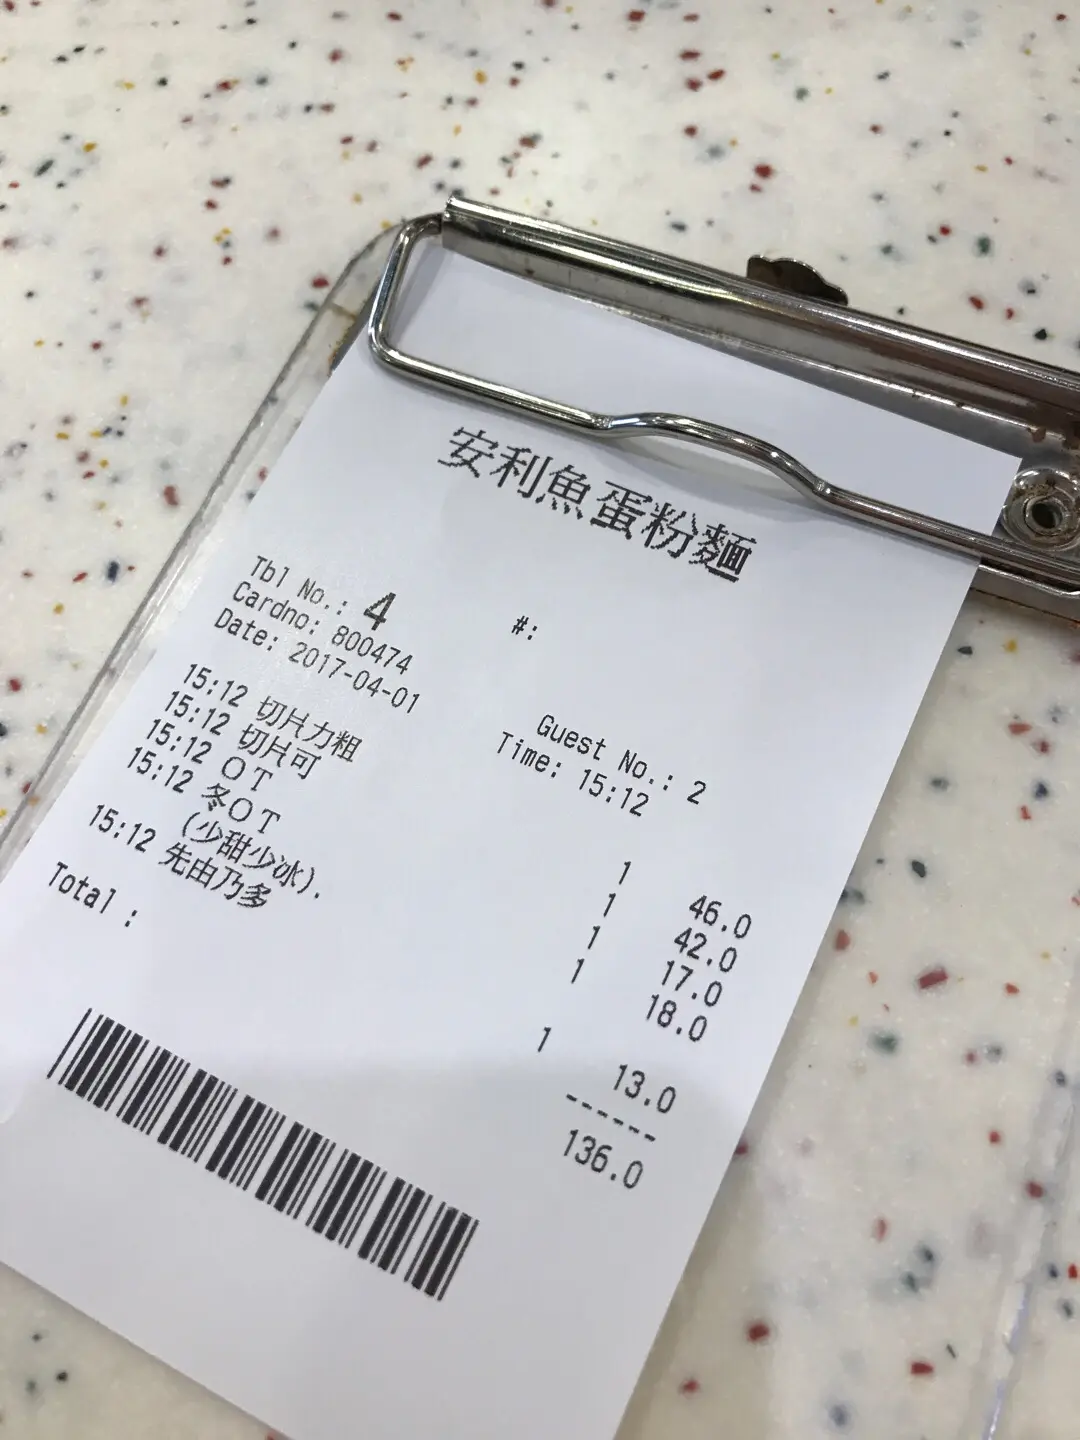 安利魚蛋粉麵
Tbl No.: 4 #:
Cardno: 800474 Guest No.: 2
Date: 2017-04-01 Time: 15:12
15:12 切片力粗 1 46.0
15:12 切片可 1 42.0
15:12 OT 1 17.0
15:12 冬OT 1 18.0
(少甜少冰).
15:12 先由乃多 1 13.0
------
Total : 136.0